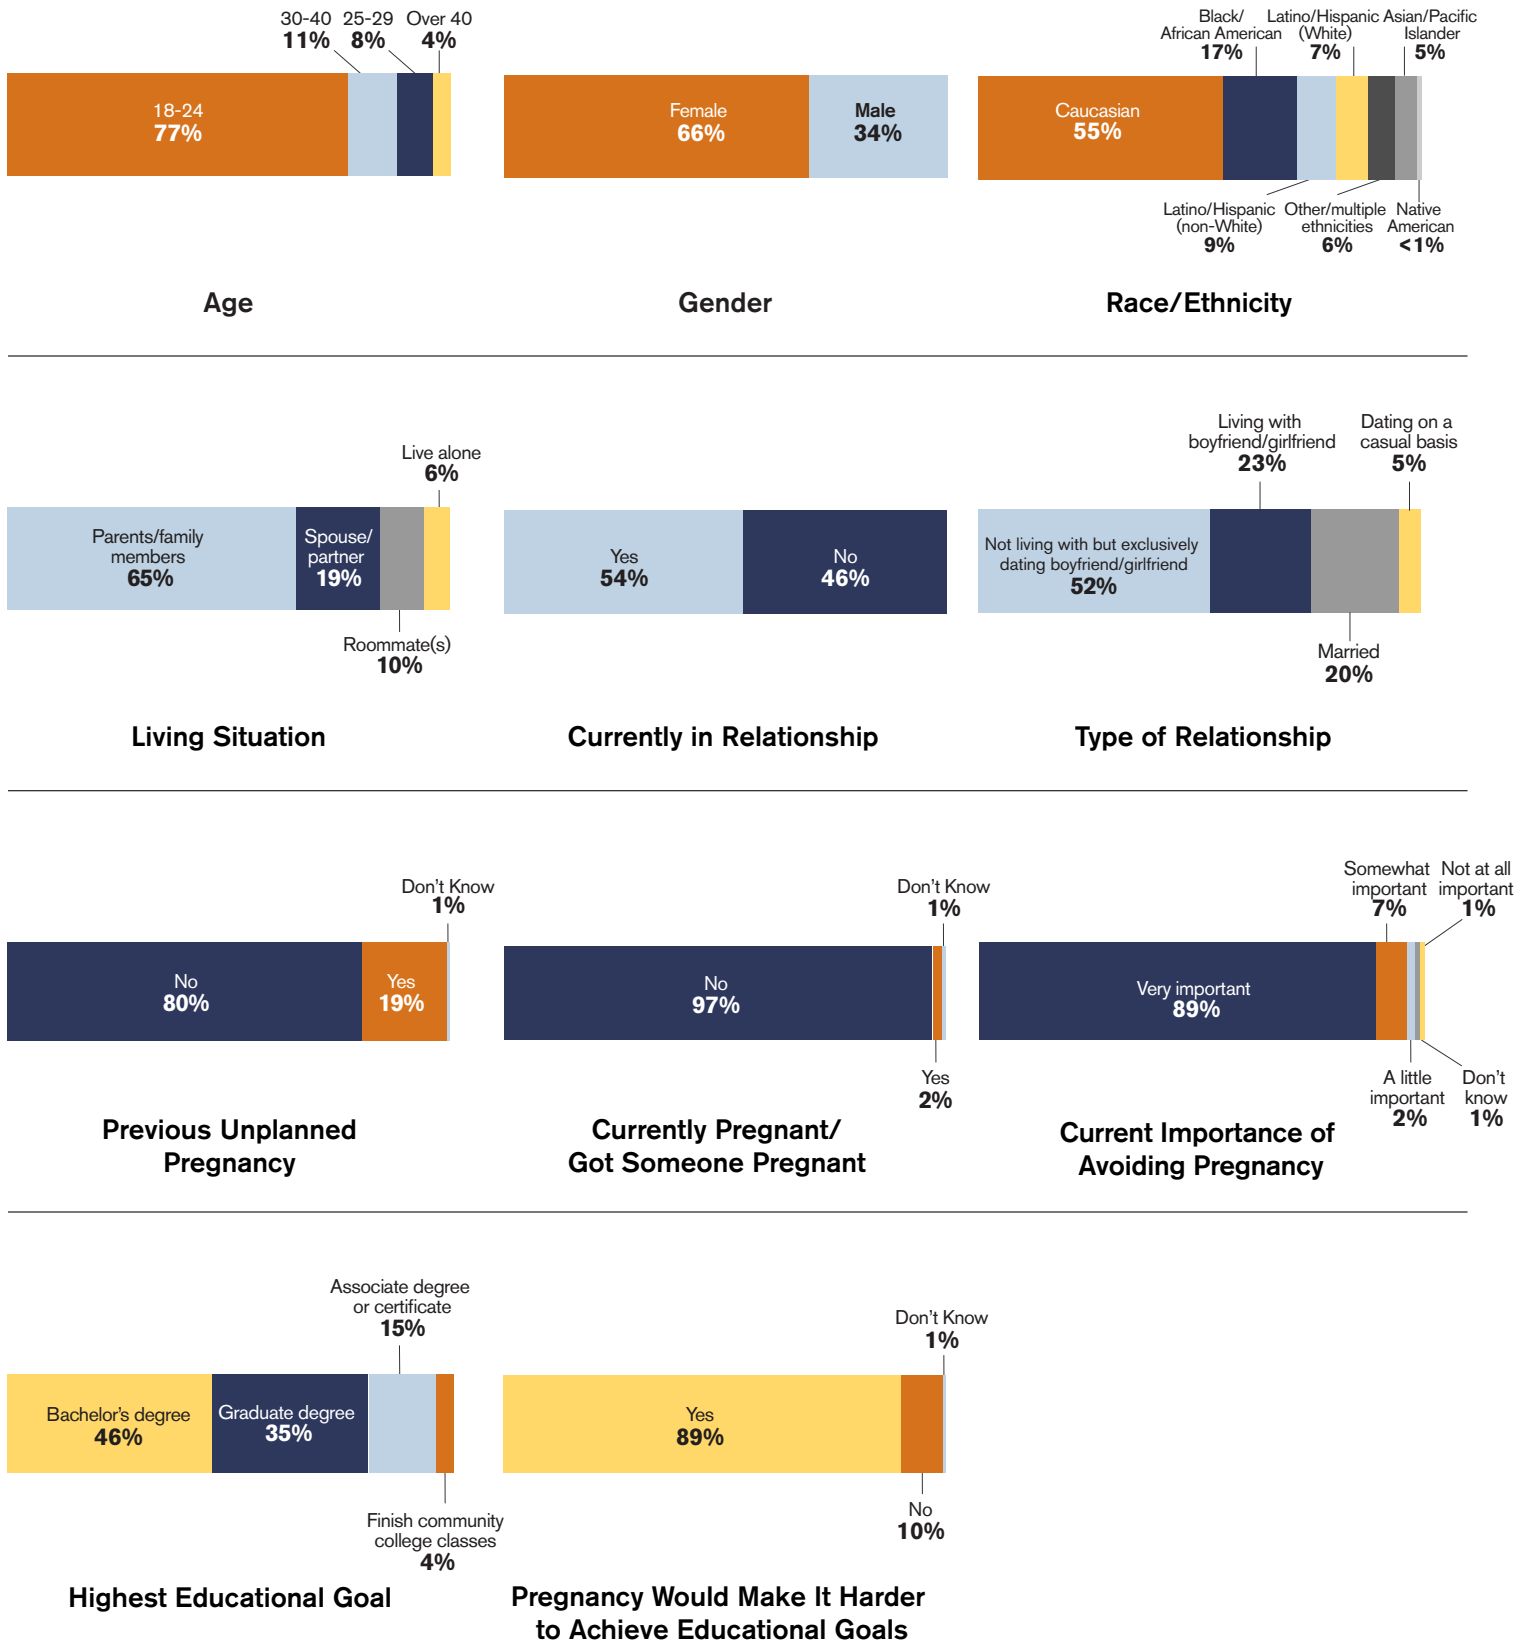 30-40
11%
25-29
8%
Over 40
4%
18-24
77%
Age
Female
66%
Male
34%
Gender
Black/
African American
17%
Latino/Hispanic
(White)
7%
Asian/Pacific
Islander
5%
Caucasian
55%
Latino/Hispanic
(non-White)
9%
Other/multiple
ethnicities
6%
Native
American
<1%
Race/Ethnicity
Live alone
6%
Parents/family
members
65%
Spouse/
partner
19%
Roommate(s)
10%
Living Situation
Yes
54%
No
46%
Currently in Relationship
Living with
boyfriend/girlfriend
23%
Dating on a
casual basis
5%
Not living with but exclusively
dating boyfriend/girlfriend
52%
Married
20%
Type of Relationship
Don't Know
1%
No
80%
Yes
19%
Previous Unplanned
Pregnancy
Don't Know
1%
No
97%
Yes
2%
Currently Pregnant/
Got Someone Pregnant
Somewhat
important
7%
Not at all
important
1%
Very important
89%
A little
important
2%
Don't
know
1%
Current Importance of
Avoiding Pregnancy
Associate degree
or certificate
15%
Bachelor's degree
46%
Graduate degree
35%
Finish community
college classes
4%
Highest Educational Goal
Don't Know
1%
Yes
89%
No
10%
Pregnancy Would Make It Harder
to Achieve Educational Goals